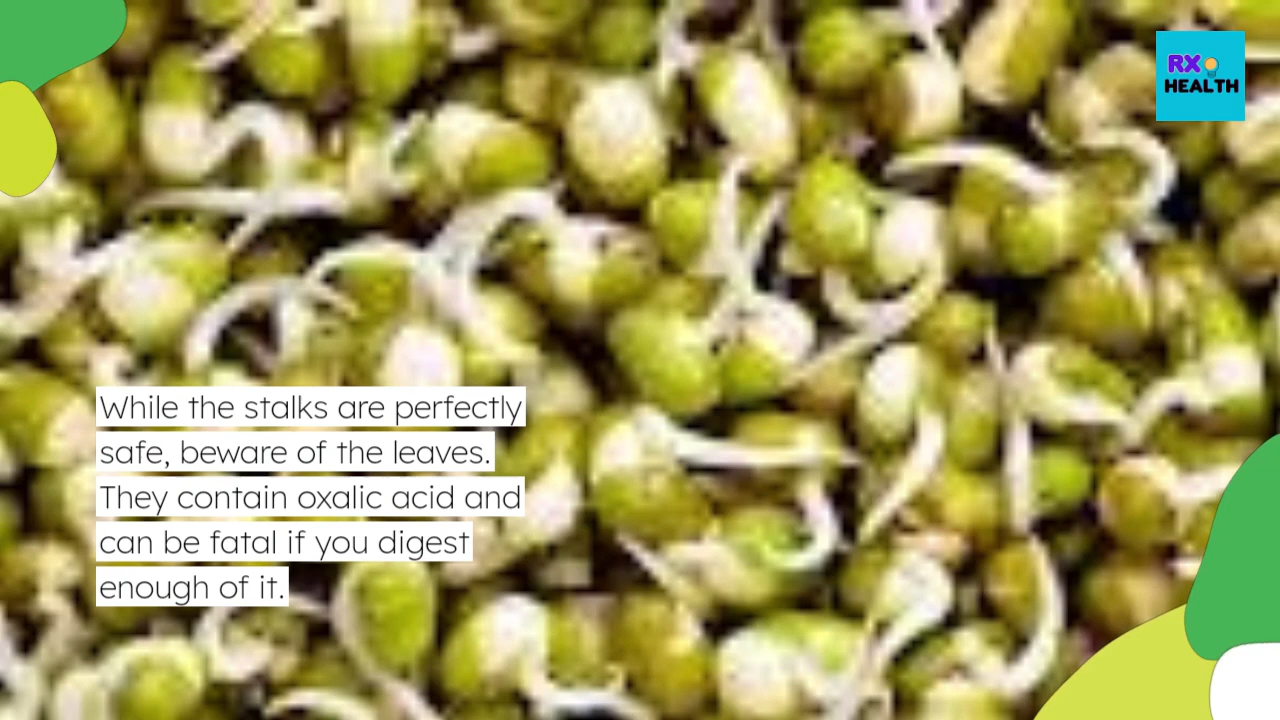 RX
HEALTH
While the stalks are perfectly
safe, beware of the leaves.
They contain oxalic acid and
can be fatal if you digest
enough of it.